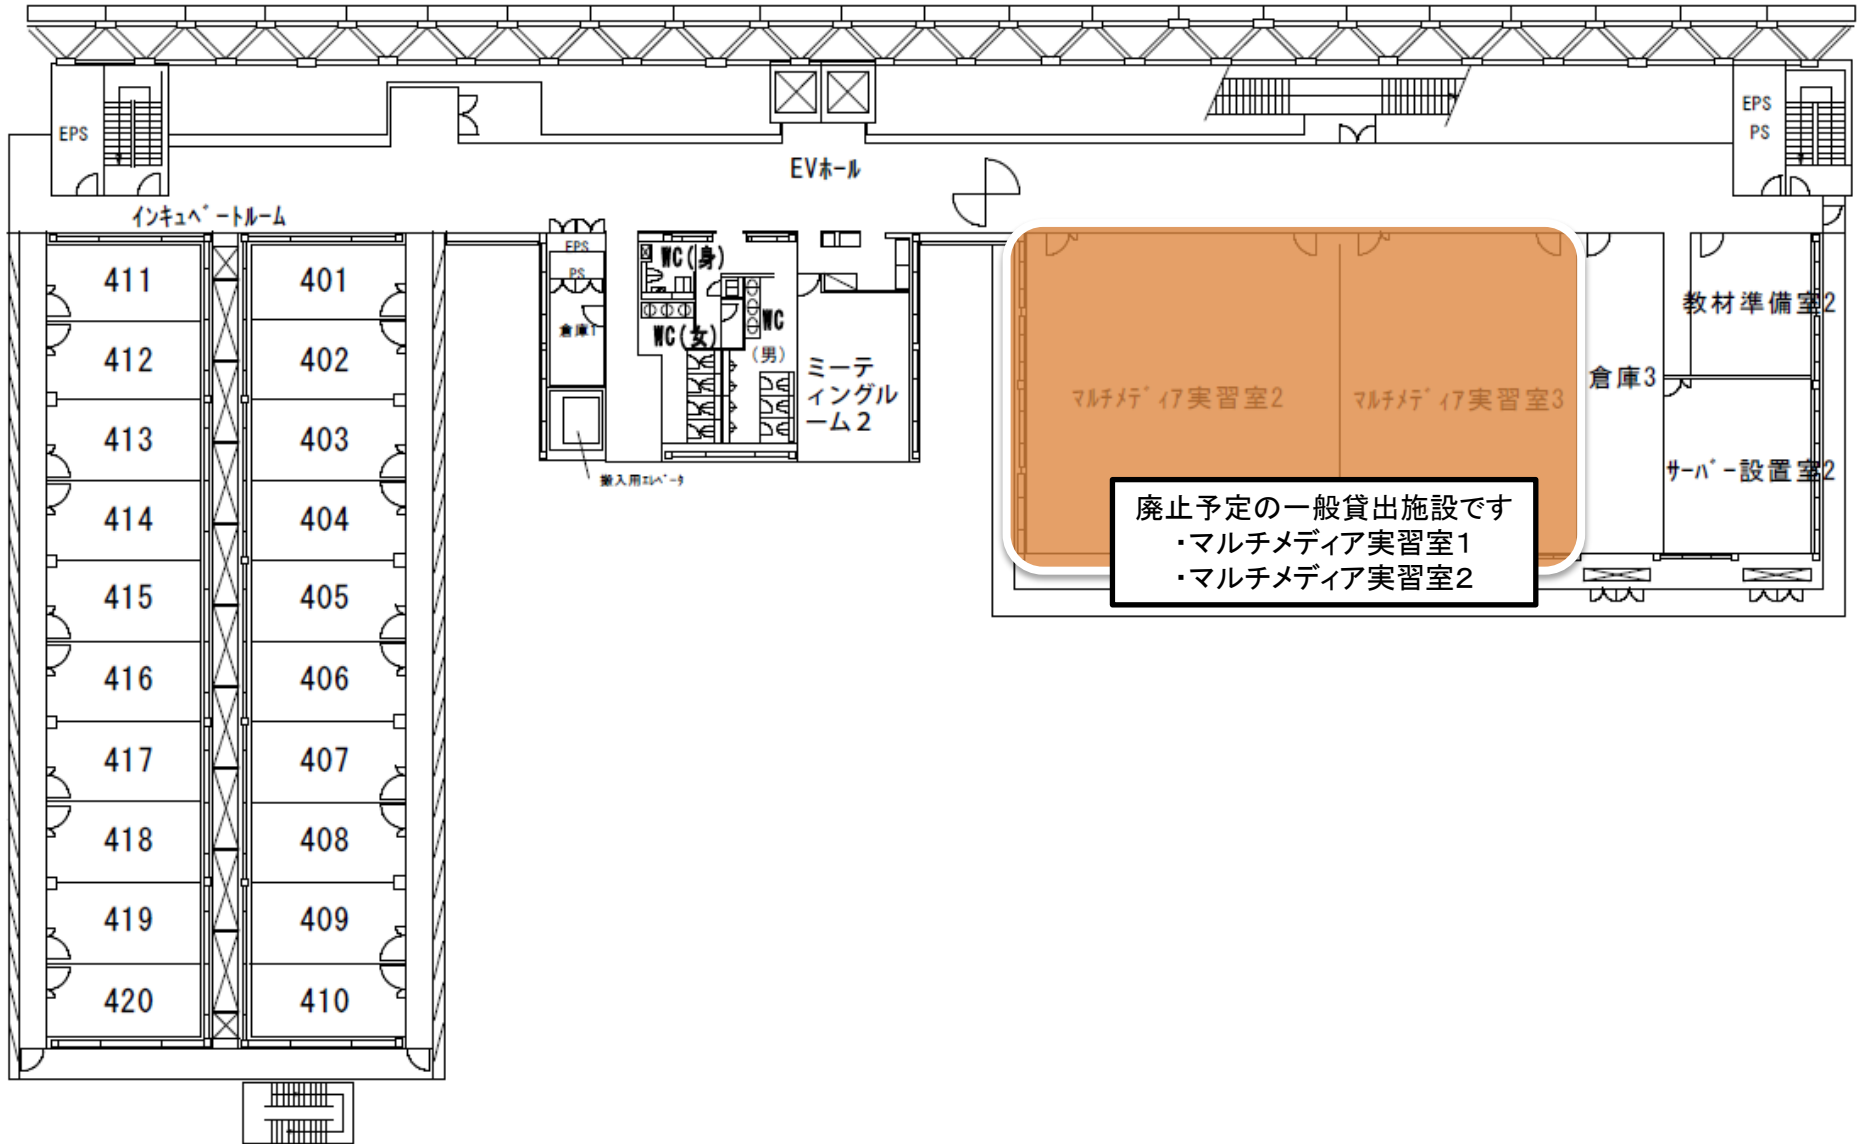 EPS
EPS
PS
EVホール
インキュベートルーム
EPS
PS
倉庫1
搬入用エレベータ
WC(身)
WC(女)
WC
(男)
ミーテ
ィングル
ーム2
マルチメディア実習室2
マルチメディア実習室3
倉庫3
教材準備室2
サーバー設置室2
廃止予定の一般貸出施設です
・マルチメディア実習室1
・マルチメディア実習室2
411
401
412
402
413
403
414
404
415
405
416
406
417
407
418
408
419
409
420
410